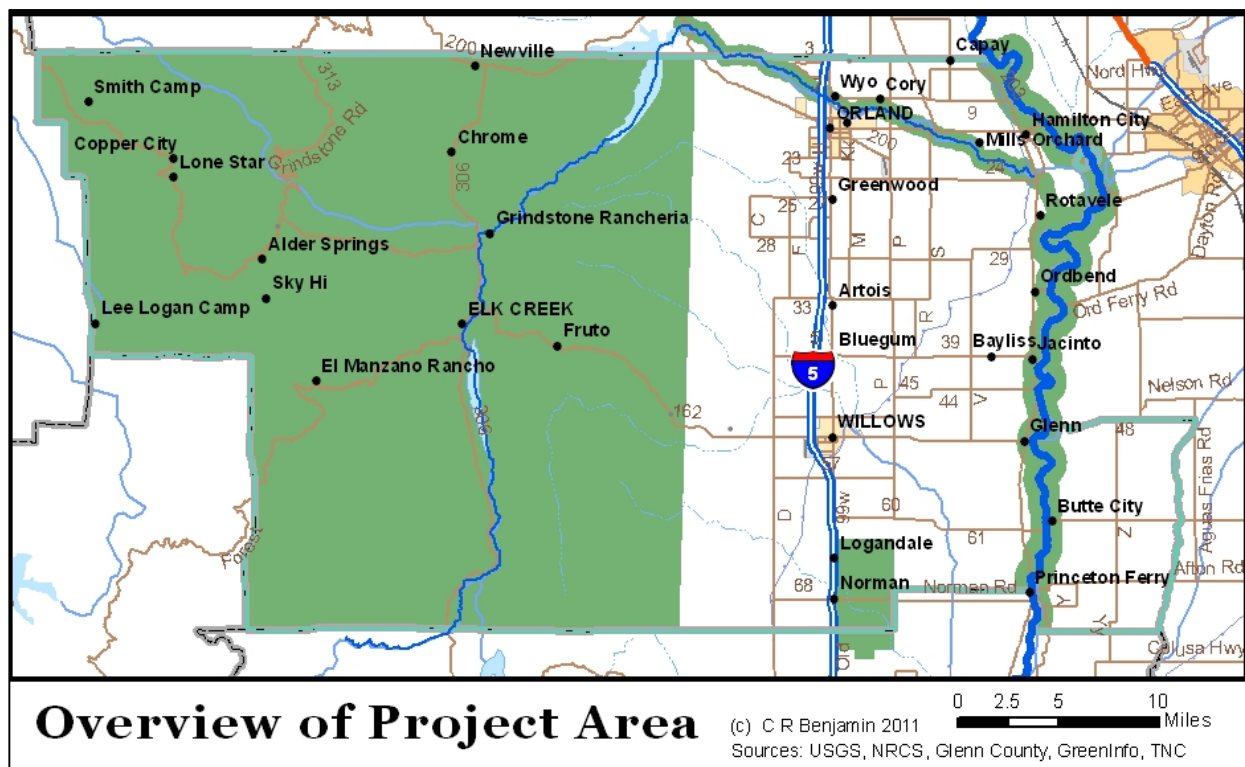 200
Newville
3
Capay
Nord Hwy
Smith Camp
313
Wyo
Cory
East Ave
ORLAND
9
Hamilton City
Copper City
Chrome
200
Mills Orchard
Lone Star
Grindstone Rd
23
24
306
Greenwood
25
C
Rotavele
Dayton Rd
Grindstone Rancheria
28
F
M
P
S
Alder Springs
29
Sky Hi
Ordbend
Artois
Ord Ferry Rd
Lee Logan Camp
ELK CREEK
33
R
Fruto
Bluegum
39
Bayliss
Jacinto
El Manzano Rancho
5
P
45
Nelson Rd
44
V
162
WILLOWS
Glenn
48
57
Aguas Frias Rd
60
D
99w
Butte City
Z
Forest
61
Logandale
Afton Rd
68
Norman
Norman Rd
Princeton Ferry
Y
YY
Old
Colusa Hwy
Overview of Project Area
(c) C R Benjamin 2011
0 2.5 5 10
Miles
Sources: USGS, NRCS, Glenn County, GreenInfo, TNC